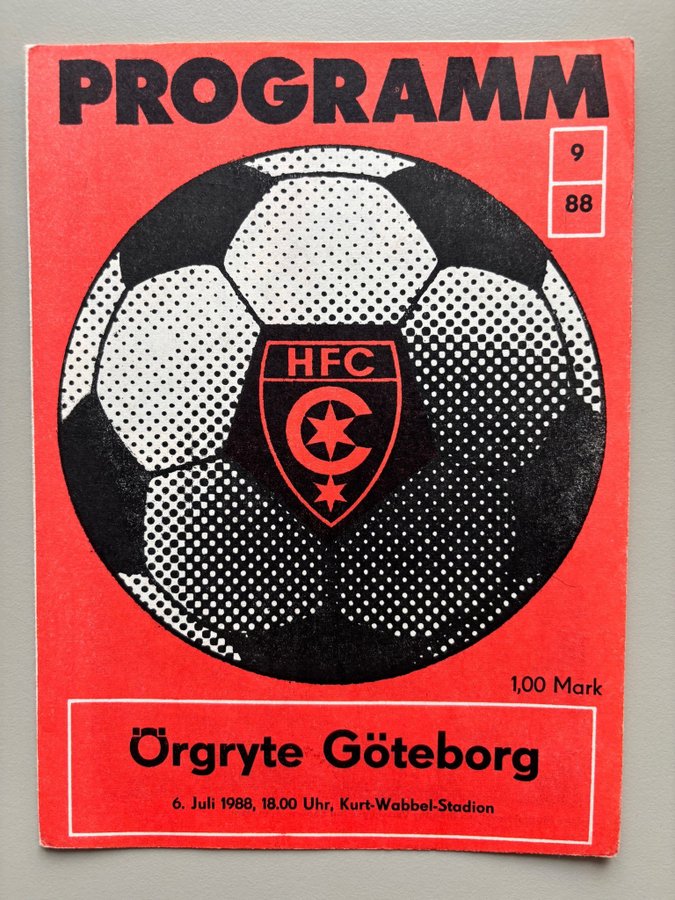 PROGRAMM
9
88
HFC
1,00 Mark
Örgryte Göteborg
6. Juli 1988, 18.00 Uhr, Kurt-Wabbel-Stadion